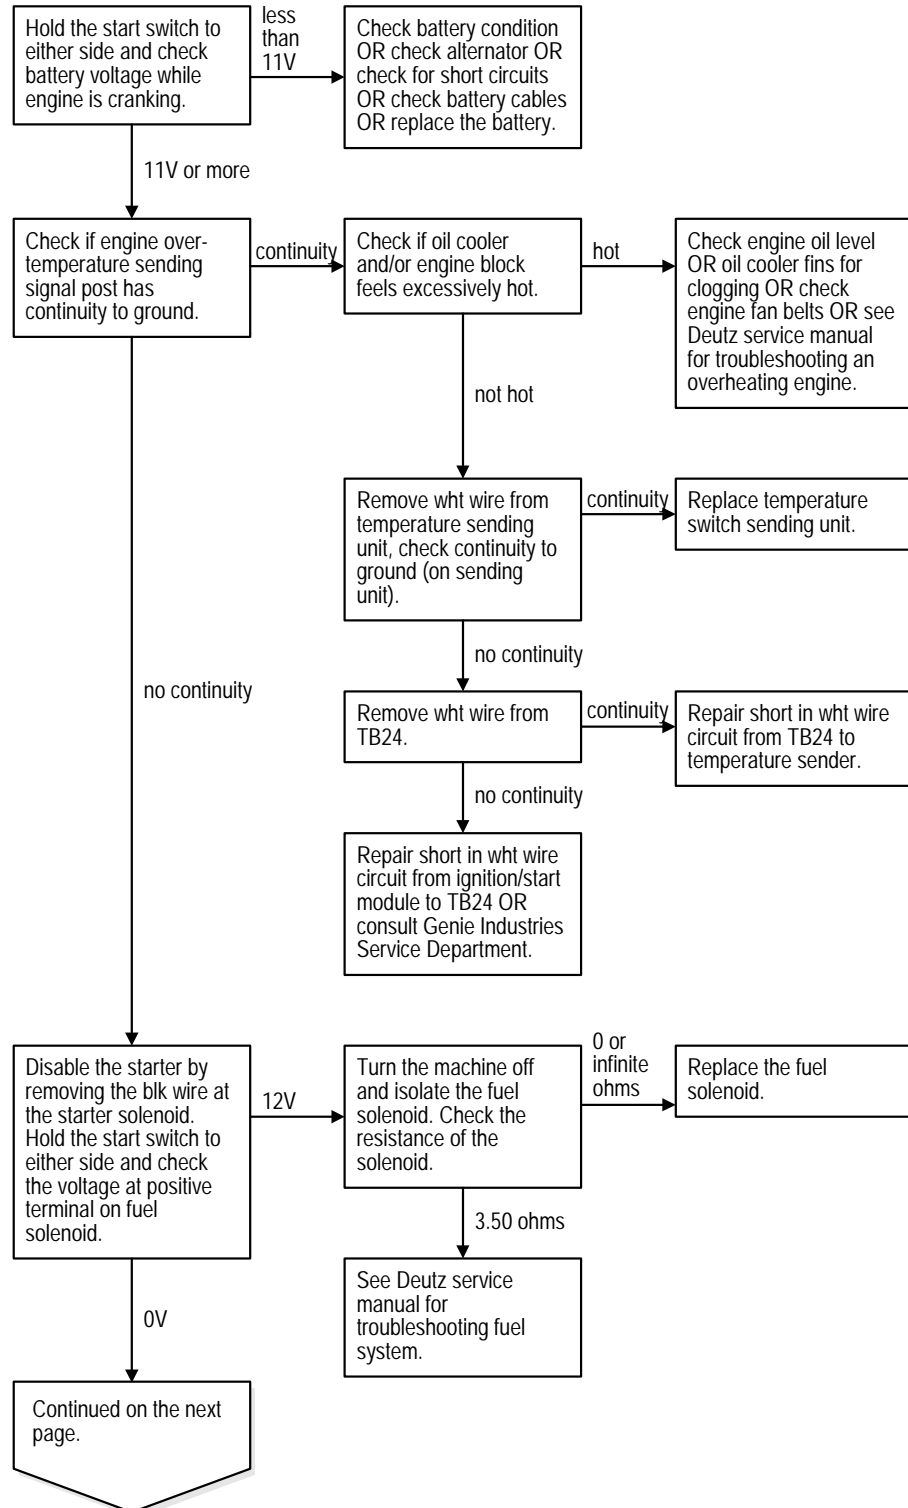 Hold the start switch to
either side and check
battery voltage while
engine is cranking.
less
than
11V
Check battery condition
OR check alternator OR
check for short circuits
OR check battery cables
OR replace the battery.
11V or more
Check if engine over-
temperature sending
signal post has
continuity to ground.
continuity
Check if oil cooler
and/or engine block
feels excessively hot.
hot
Check engine oil level
OR oil cooler fins for
clogging OR check
engine fan belts OR see
Deutz service manual
for troubleshooting an
overheating engine.
not hot
Remove wht wire from
temperature sending
unit, check continuity to
ground (on sending
unit).
continuity
Replace temperature
switch sending unit.
no continuity
no continuity
Remove wht wire from
TB24.
continuity
Repair short in wht wire
circuit from TB24 to
temperature sender.
no continuity
Repair short in wht wire
circuit from ignition/start
module to TB24 OR
consult Genie Industries
Service Department.
Disable the starter by
removing the blk wire at
the starter solenoid.
Hold the start switch to
either side and check
the voltage at positive
terminal on fuel
solenoid.
12V
Turn the machine off
and isolate the fuel
solenoid. Check the
resistance of the
solenoid.
0 or
infinite
ohms
Replace the fuel
solenoid.
3.50 ohms
See Deutz service
manual for
troubleshooting fuel
system.
0V
Continued on the next
page.